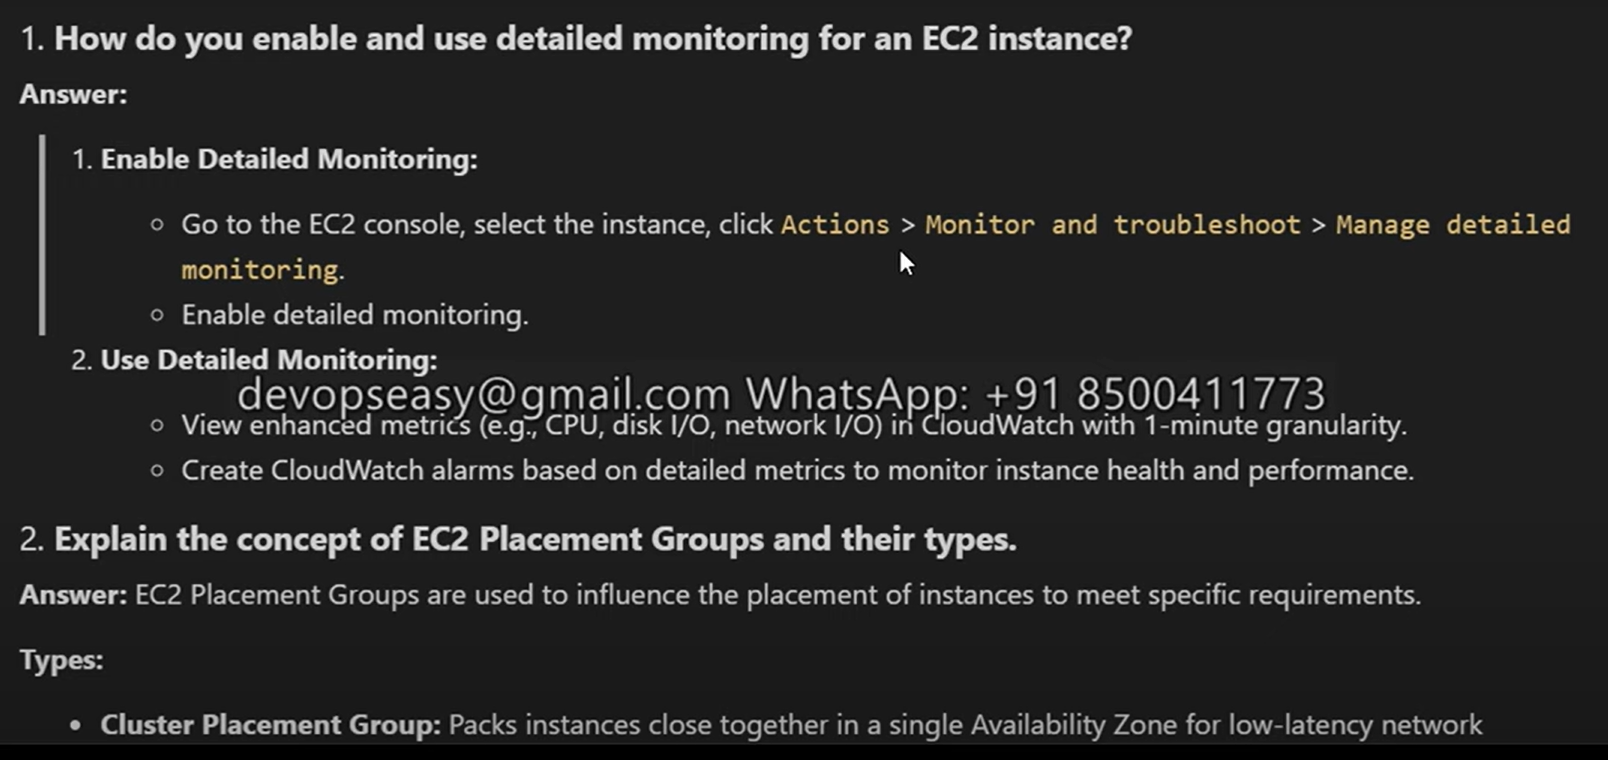 1. How do you enable and use detailed monitoring for an EC2 instance?
Answer:
1. Enable Detailed Monitoring:
○ Go to the EC2 console, select the instance, click Actions > Monitor and troubleshoot > Manage detailed
monitoring.
○ Enable detailed monitoring.
2. Use Detailed Monitoring:
devopseasy@gmail.com WhatsApp: +91 8500411773
○ View enhanced metrics (e.g., CPU, disk I/O, network I/O) in CloudWatch with 1-minute granularity.
○ Create CloudWatch alarms based on detailed metrics to monitor instance health and performance.
2. Explain the concept of EC2 Placement Groups and their types.
Answer: EC2 Placement Groups are used to influence the placement of instances to meet specific requirements.
Types:
• Cluster Placement Group: Packs instances close together in a single Availability Zone for low-latency network